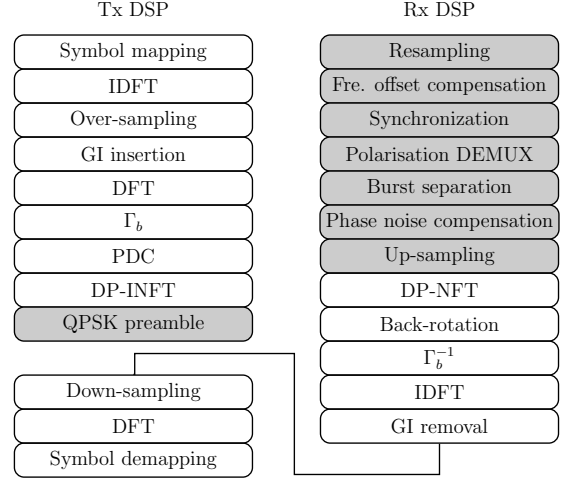 Tx DSP
Symbol mapping
IDFT
Over-sampling
GI insertion
DFT
Γ_b
PDC
DP-INFT
QPSK preamble
Rx DSP
Resampling
Fre. offset compensation
Synchronization
Polarisation DEMUX
Burst separation
Phase noise compensation
Up-sampling
DP-NFT
Back-rotation
Γ_b^{-1}
IDFT
GI removal
Down-sampling
DFT
Symbol demapping